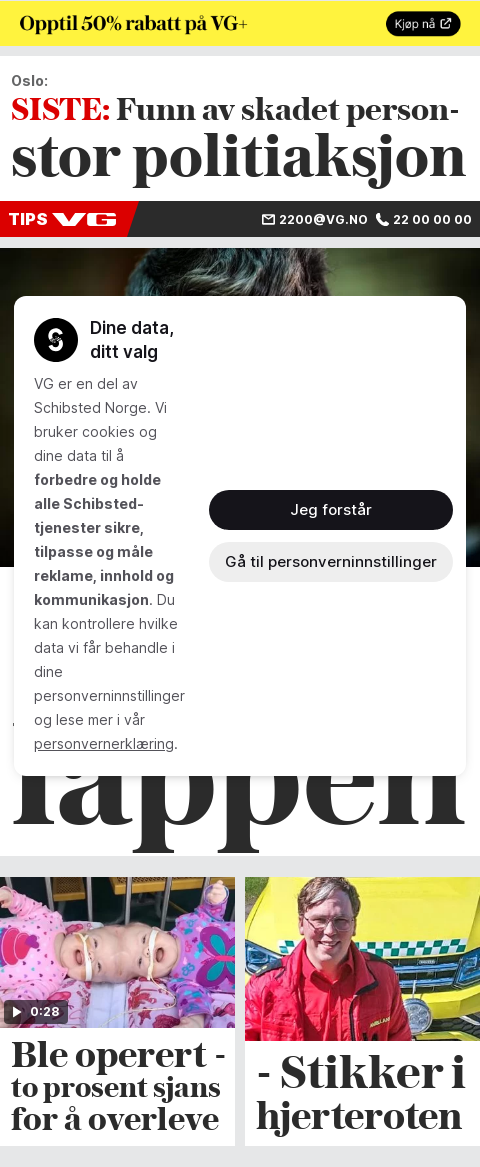 Opptil 50% rabatt på VG+
Kjøp nå
Oslo:
SISTE: Funn av skadet person-
stor politiaksjon
TIPS VG
2200@VG.NO 22 00 00 00
Dine data,
ditt valg
VG er en del av
Schibsted Norge. Vi
bruker cookies og
dine data til å
forbedre og holde
alle Schibsted-
tjenester sikre,
tilpasse og måle
reklame, innhold og
kommunikasjon. Du
kan kontrollere hvilke
data vi får behandle i
dine
personverninnstillinger
og lese mer i vår
personvernerklæring.
Jeg forstår
Gå til personverninnstillinger
lappen
0:28
Ble operert -
to prosent sjans
for å overleve
- Stikker i
hjerteroten